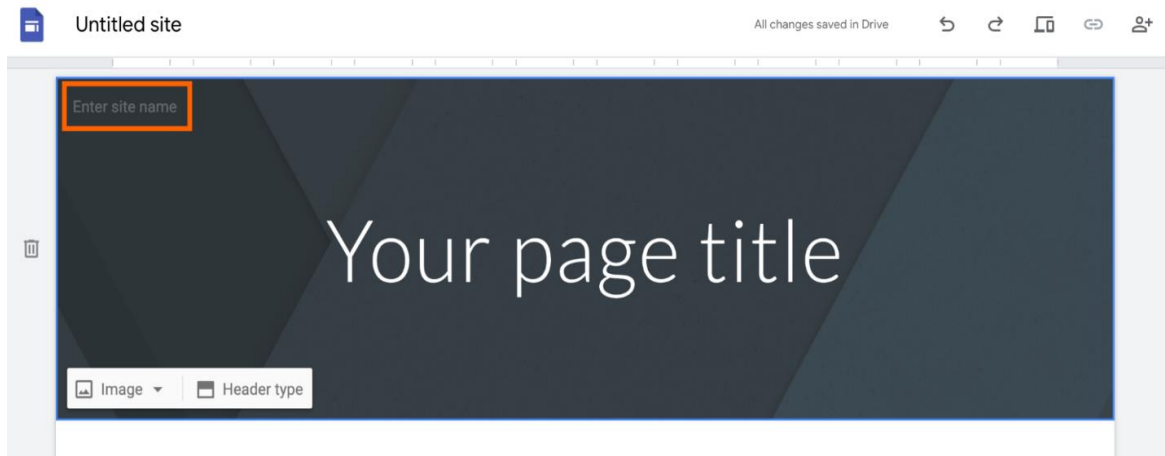 Untitled site
All changes saved in Drive
Enter site name
Your page title
Image
Header type